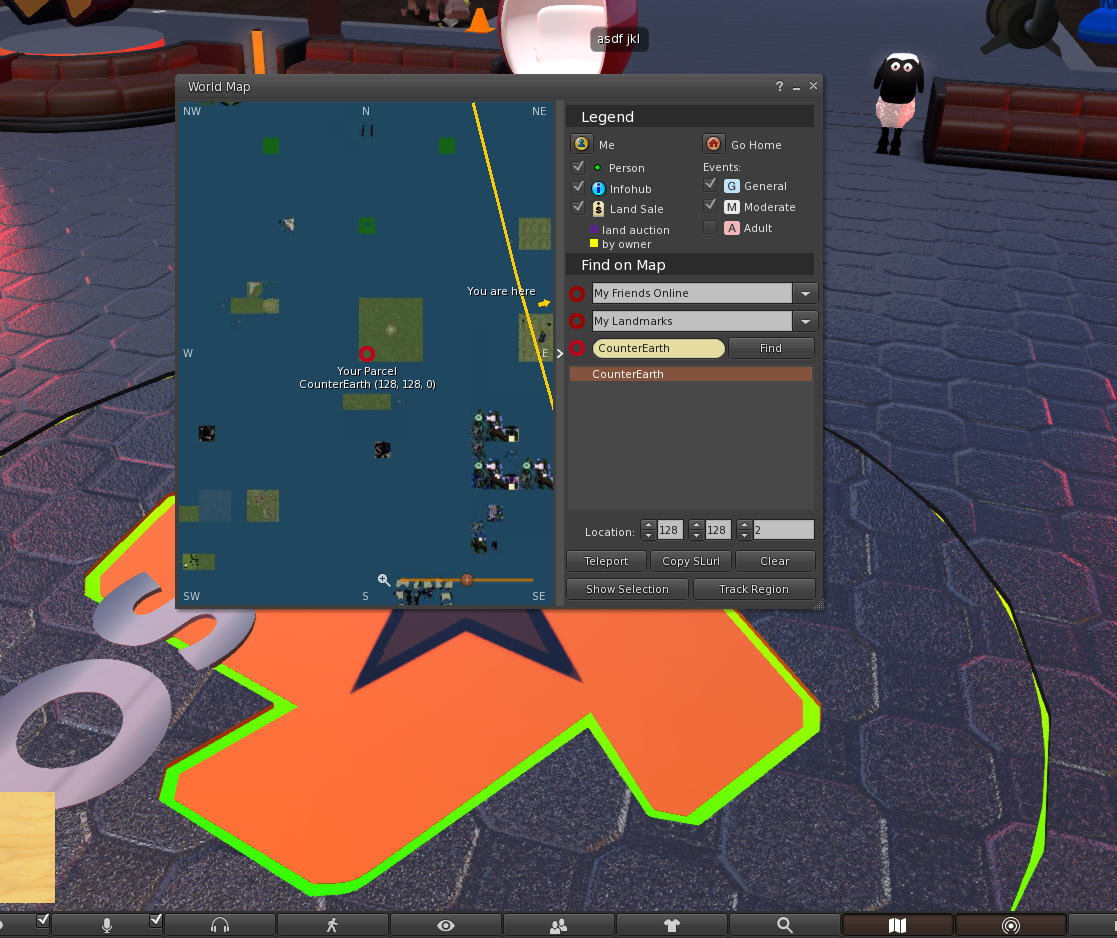 asdf jkl
World Map
?
NW
N
NE
You are here
W
E
Your Parcel
CounterEarth (128, 128, 0)
SW
S
SE
Legend
Me
Go Home
Person
Events:
Infohub
G General
Land Sale
M Moderate
land auction
A Adult
by owner
Find on Map
My Friends Online
My Landmarks
CounterEarth
Find
CounterEarth
Location: 128 128 2
Teleport
Copy SLurl
Clear
Show Selection
Track Region
S
O